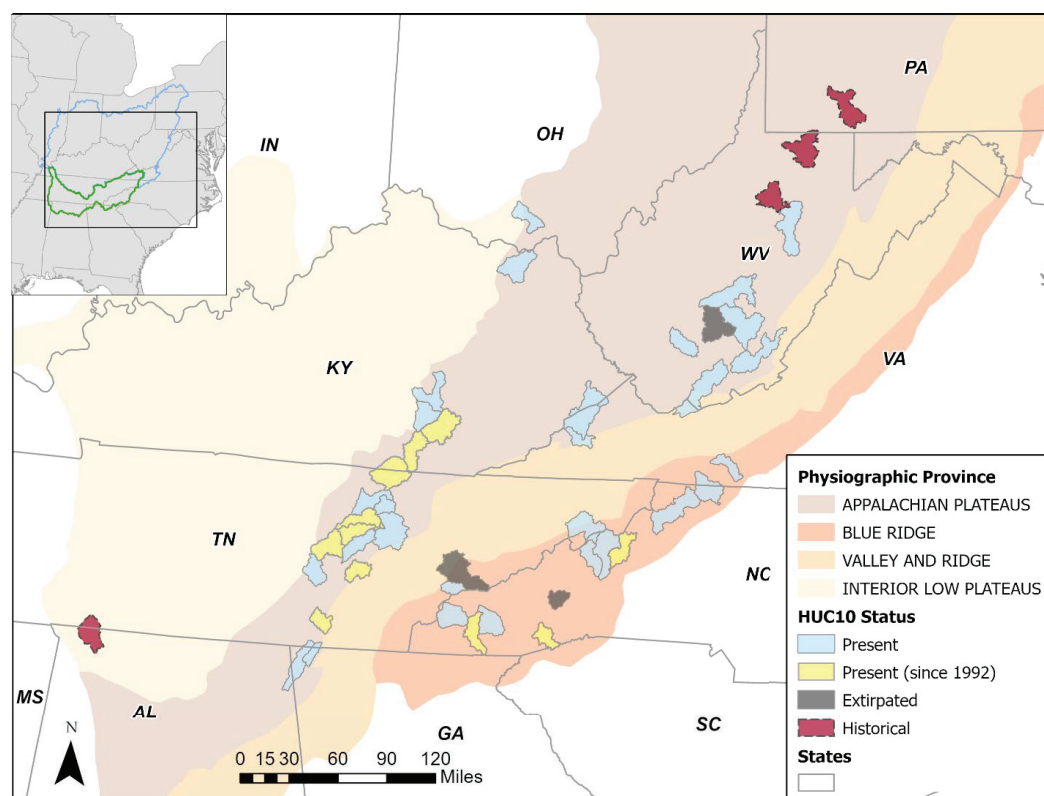 PA
OH
IN
WV
KY
VA
TN
NC
MS
AL
GA
SC
N
0 15 30 60 90 120
Miles
Physiographic Province
APPALACHIAN PLATEAUS
BLUE RIDGE
VALLEY AND RIDGE
INTERIOR LOW PLATEAUS
HUC10 Status
Present
Present (since 1992)
Extirpated
Historical
States